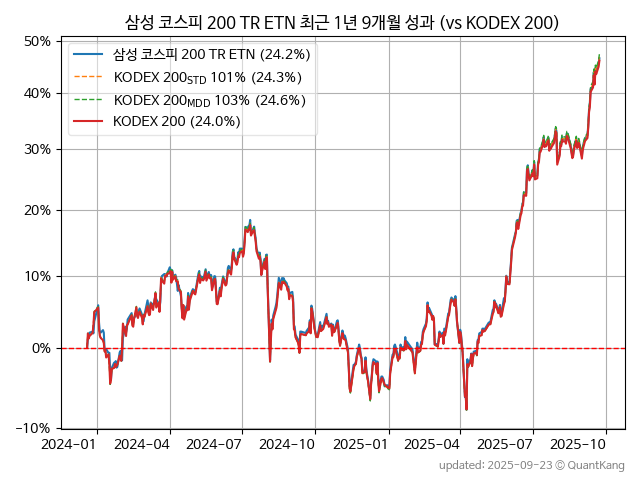 삼성 코스피 200 TR ETN 최근 1년 9개월 성과 (vs KODEX 200)
삼성 코스피 200 TR ETN (24.2%)
KODEX 200STD 101% (24.3%)
KODEX 200MDD 103% (24.6%)
KODEX 200 (24.0%)
50%
40%
30%
20%
10%
0%
−10%
2024-01 2024-04 2024-07 2024-10 2025-01 2025-04 2025-07 2025-10
updated: 2025-09-23 © QuantKang